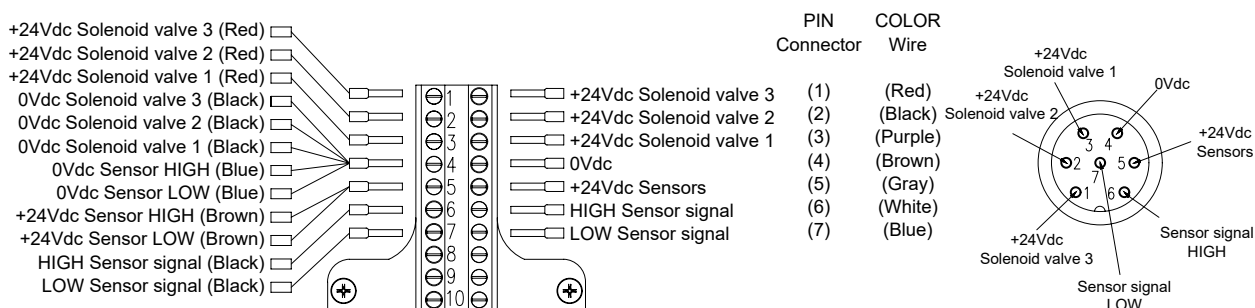 +24Vdc Solenoid valve 3 (Red)
+24Vdc Solenoid valve 2 (Red)
+24Vdc Solenoid valve 1 (Red)
0Vdc Solenoid valve 3 (Black)
0Vdc Solenoid valve 2 (Black)
0Vdc Solenoid valve 1 (Black)
0Vdc Sensor HIGH (Blue)
0Vdc Sensor LOW (Blue)
+24Vdc Sensor HIGH (Brown)
+24Vdc Sensor LOW (Brown)
HIGH Sensor signal (Black)
LOW Sensor signal (Black)
1
2
3
4
5
6
7
8
9
10
PIN COLOR
Connector Wire
+24Vdc Solenoid valve 3 (1) (Red)
+24Vdc Solenoid valve 2 (2) (Black)
+24Vdc Solenoid valve 1 (3) (Purple)
0Vdc (4) (Brown)
+24Vdc Sensors (5) (Gray)
HIGH Sensor signal (6) (White)
LOW Sensor signal (7) (Blue)
+24Vdc
Solenoid valve 1
+24Vdc
Solenoid valve 2
0Vdc
+24Vdc
Sensors
3 4
2 5
7
1 6
+24Vdc
Solenoid valve 3
Sensor signal
HIGH
Sensor signal
LOW